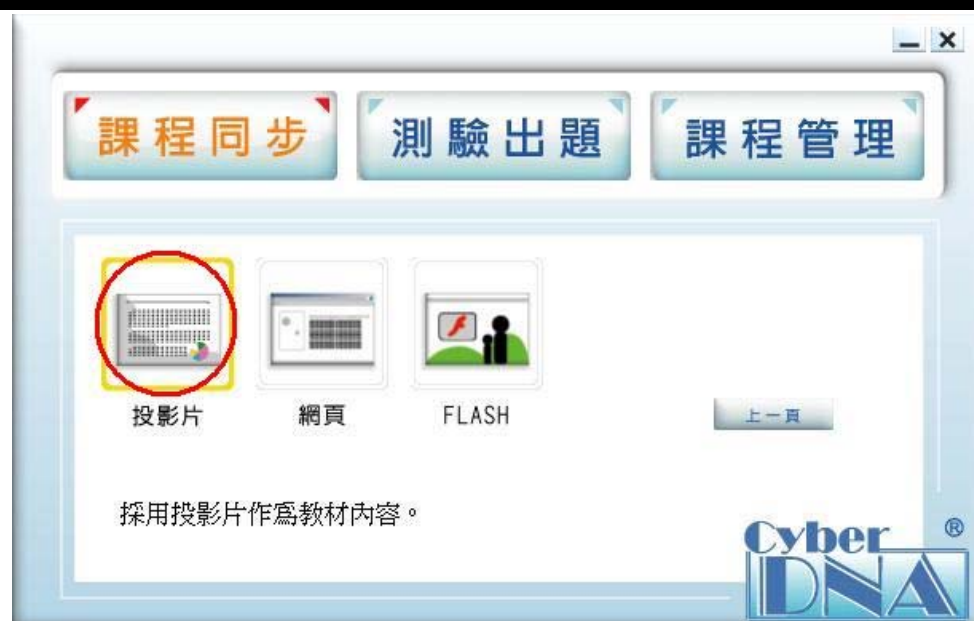 課程同步 測驗出題 課程管理
投影片 網頁 FLASH 上一頁
採用投影片作為教材內容。
Cyber ®
DNA